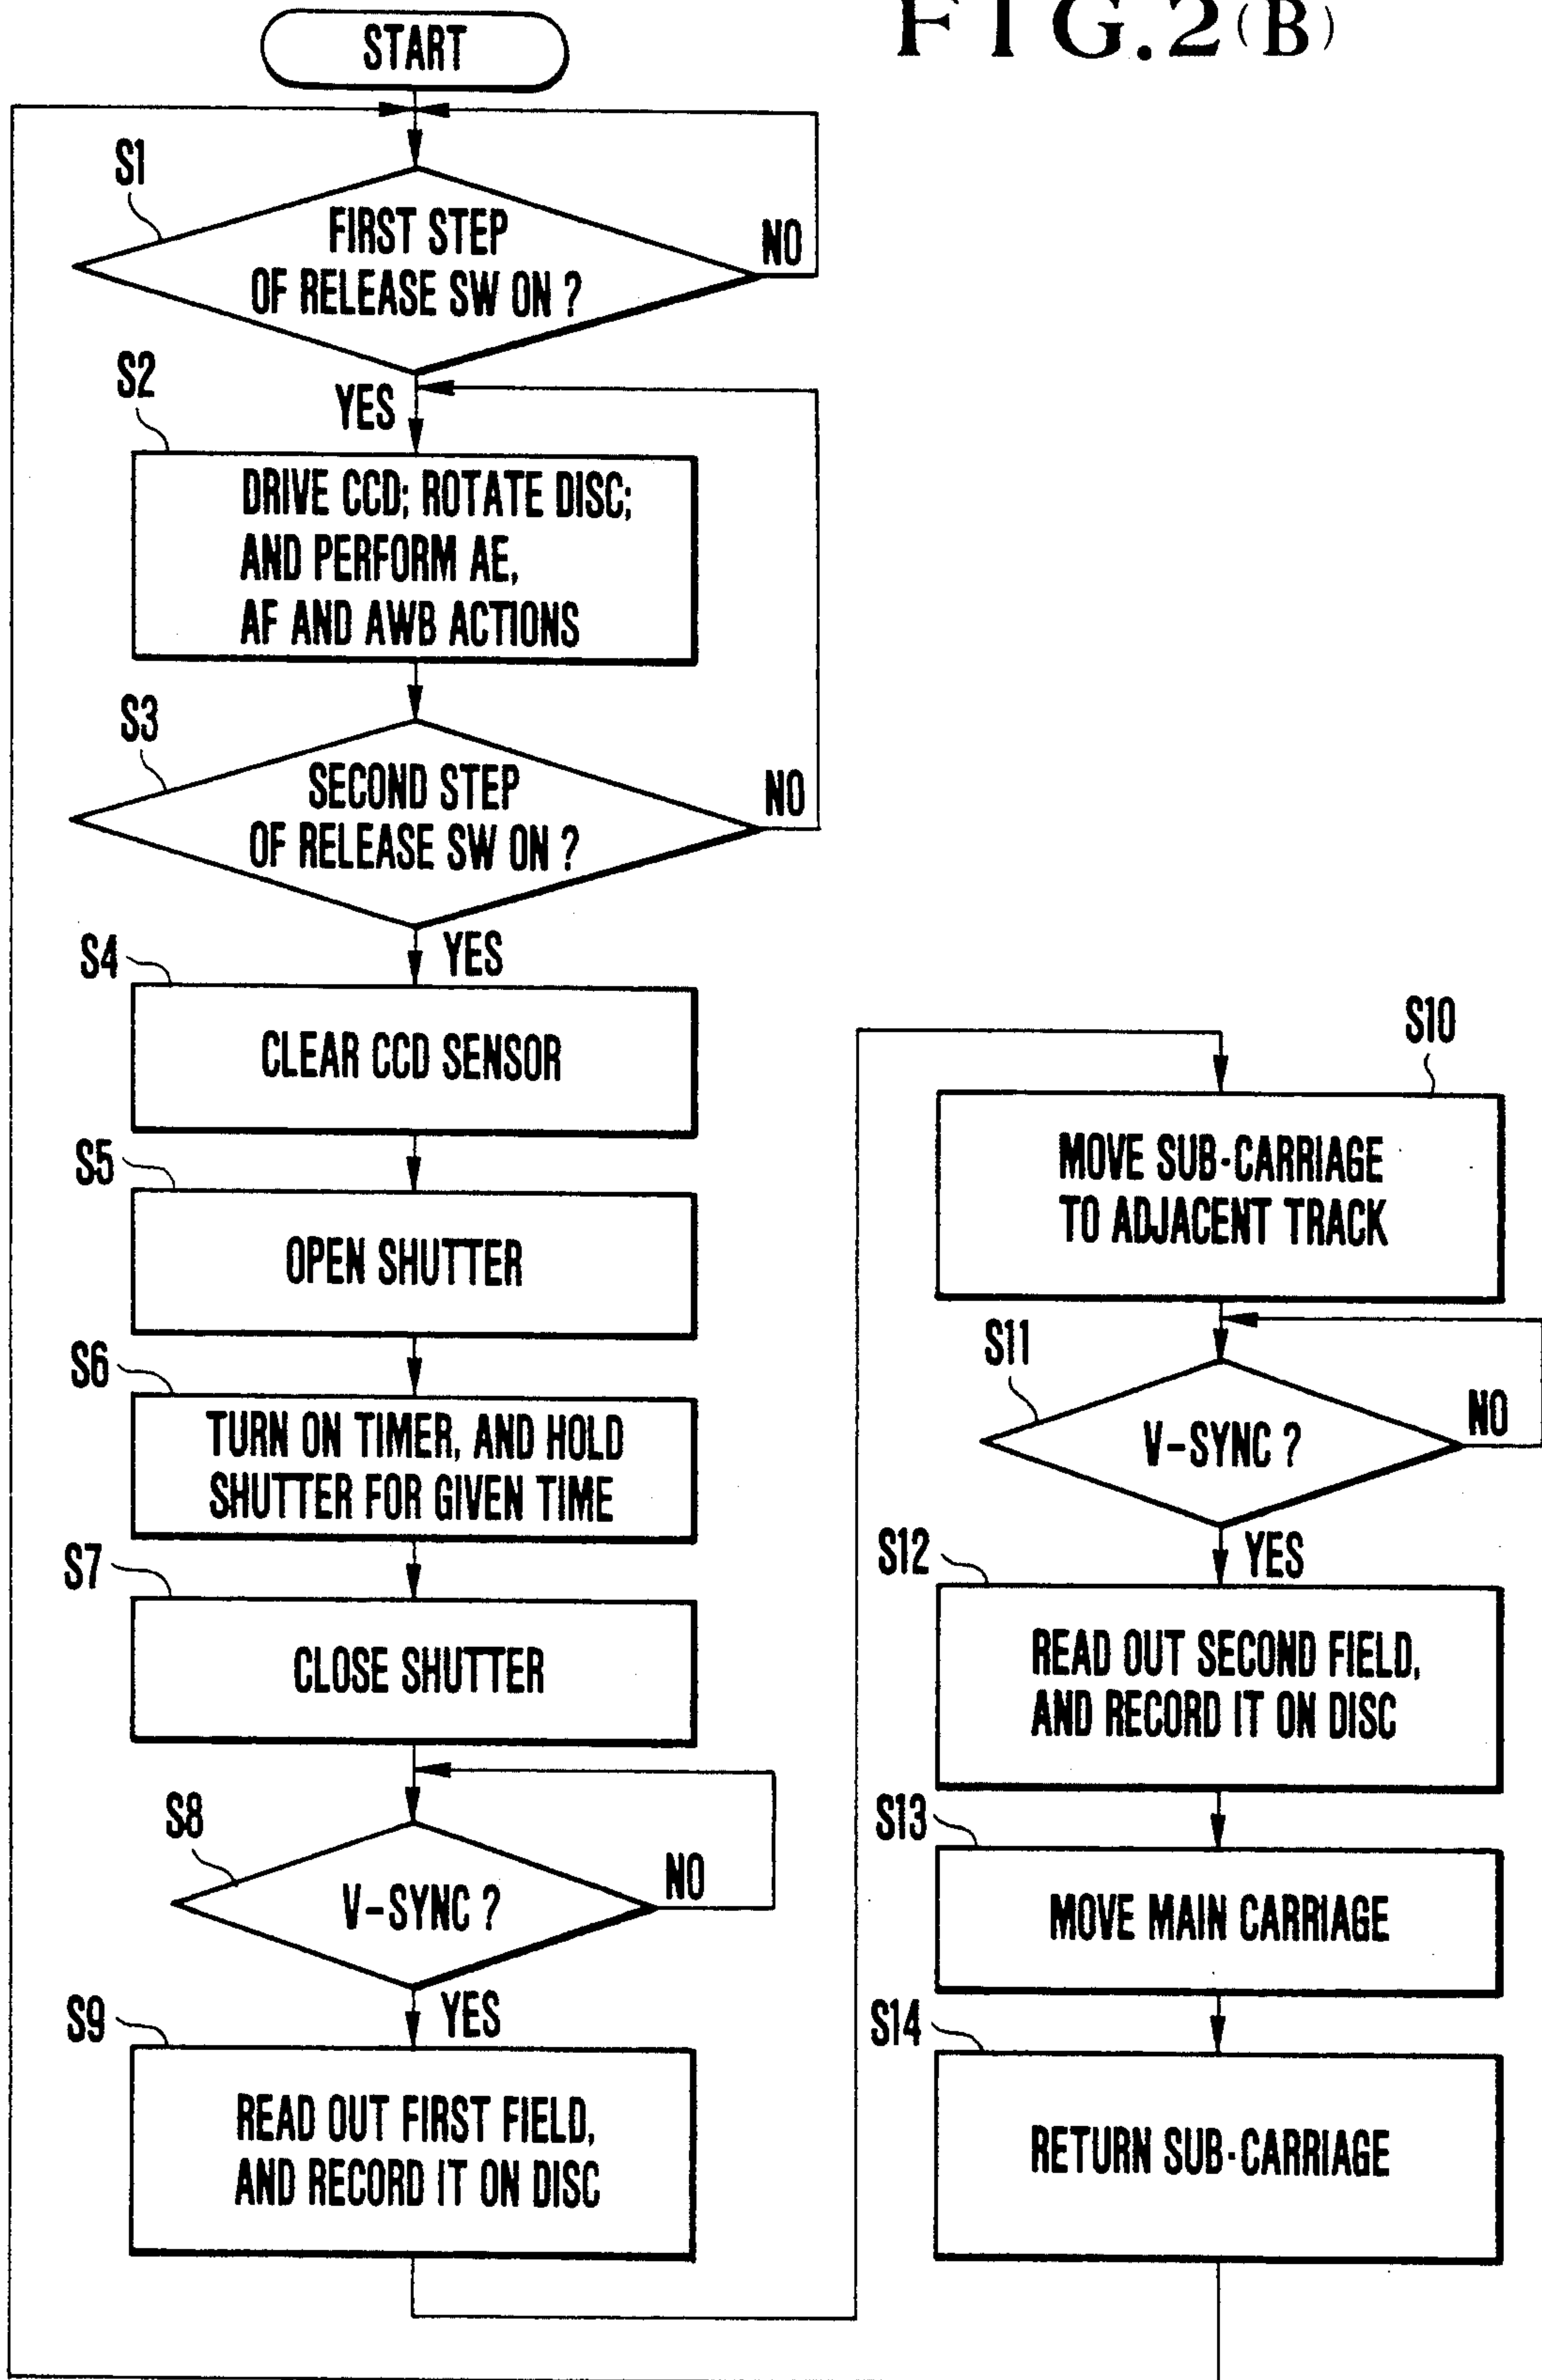 FIG.2(B)
START
S1
FIRST STEP
OF RELEASE SW ON ?
NO
YES
S2
DRIVE CCD; ROTATE DISC;
AND PERFORM AE,
AF AND AWB ACTIONS
S3
SECOND STEP
OF RELEASE SW ON ?
NO
YES
S4
CLEAR CCD SENSOR
S5
OPEN SHUTTER
S6
TURN ON TIMER, AND HOLD
SHUTTER FOR GIVEN TIME
S7
CLOSE SHUTTER
S8
V-SYNC ?
NO
YES
S9
READ OUT FIRST FIELD,
AND RECORD IT ON DISC
S10
MOVE SUB-CARRIAGE
TO ADJACENT TRACK
S11
V-SYNC ?
NO
YES
S12
READ OUT SECOND FIELD,
AND RECORD IT ON DISC
S13
MOVE MAIN CARRIAGE
S14
RETURN SUB-CARRIAGE